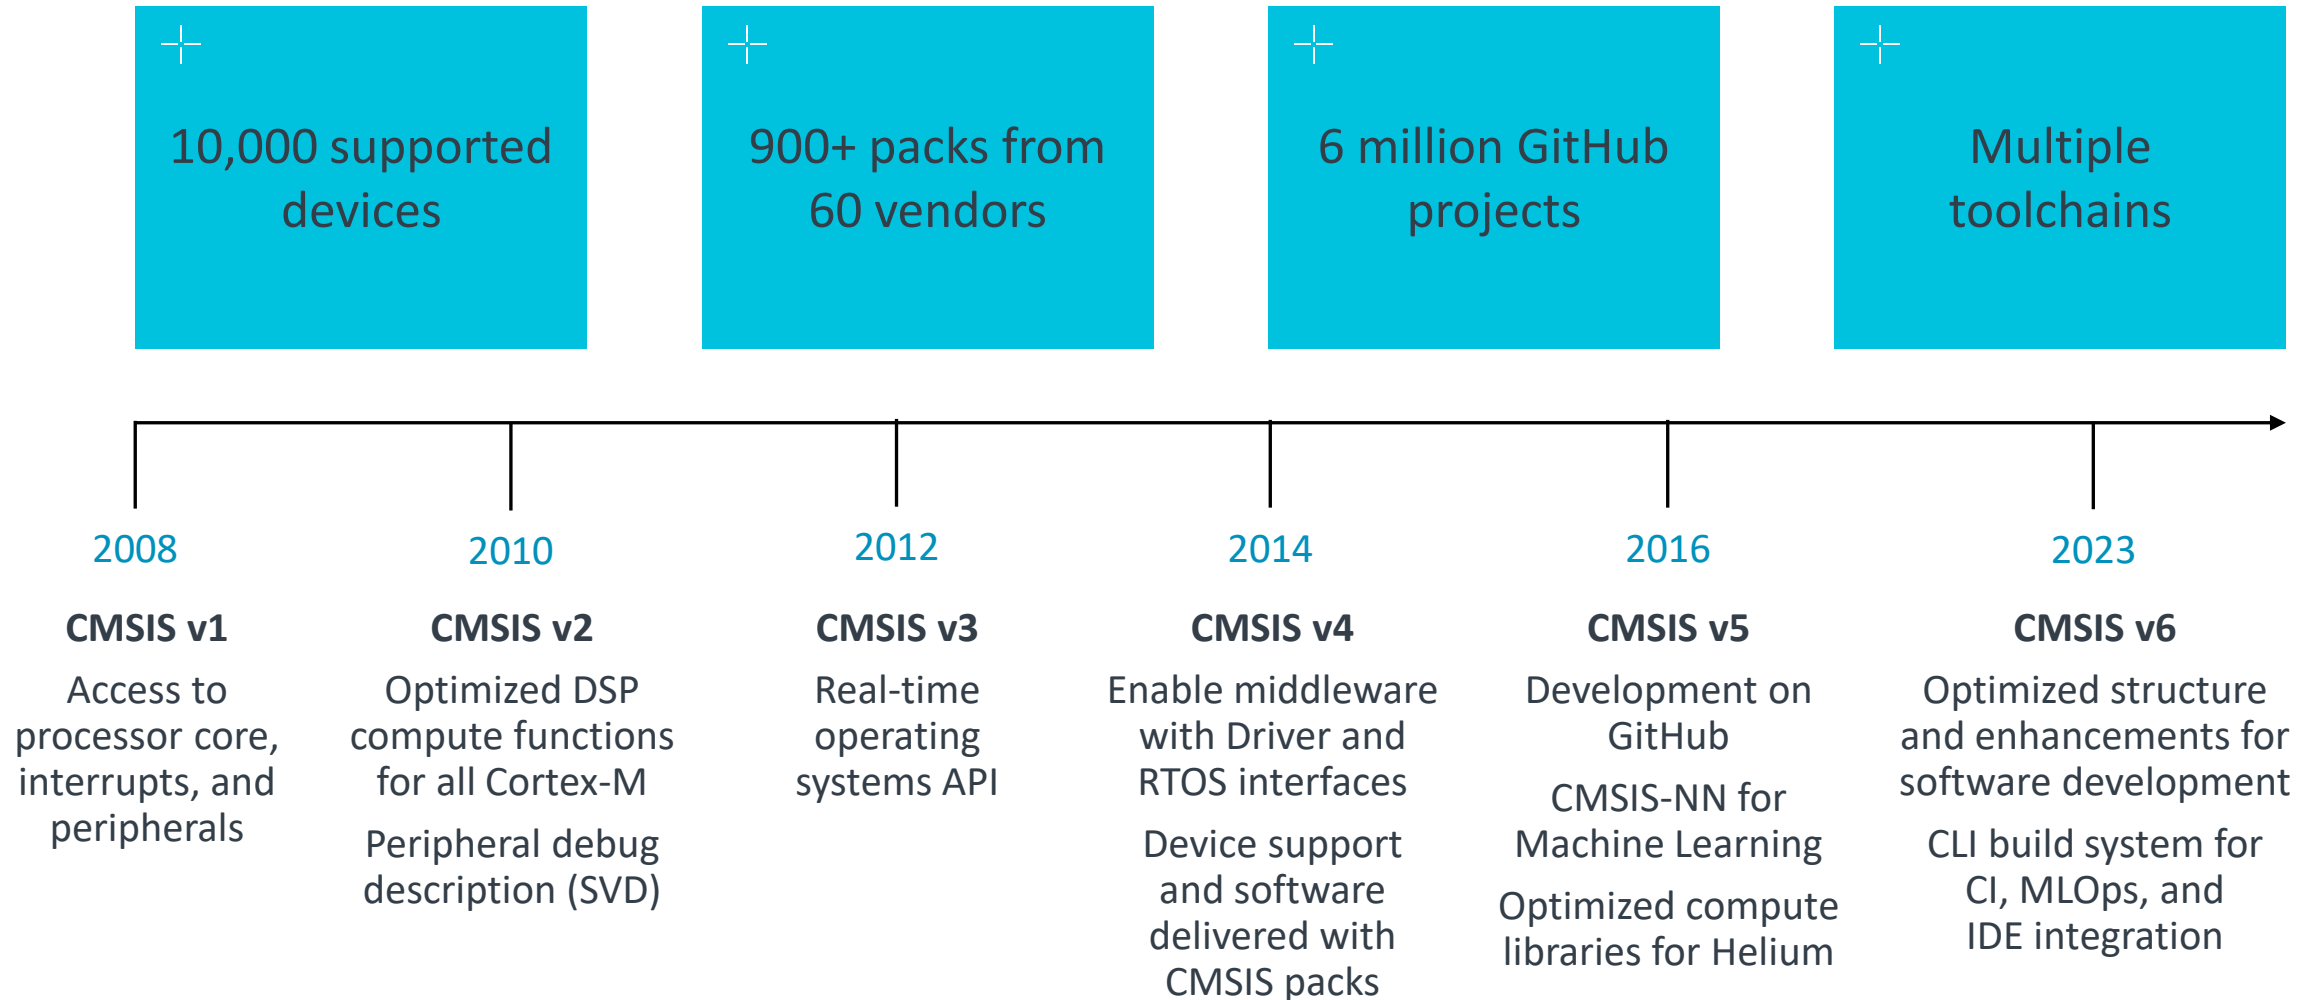 10,000 supported
devices
900+ packs from
60 vendors
6 million GitHub
projects
Multiple
toolchains
2008
CMSIS v1
Access to
processor core,
interrupts, and
peripherals
2010
CMSIS v2
Optimized DSP
compute functions
for all Cortex-M
Peripheral debug
description (SVD)
2012
CMSIS v3
Real-time
operating
systems API
2014
CMSIS v4
Enable middleware
with Driver and
RTOS interfaces
Device support
and software
delivered with
CMSIS packs
2016
CMSIS v5
Development on
GitHub
CMSIS-NN for
Machine Learning
Optimized compute
libraries for Helium
2023
CMSIS v6
Optimized structure
and enhancements for
software development
CLI build system for
CI, MLOps, and
IDE integration